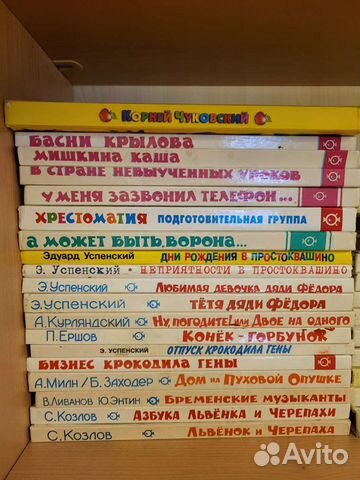 Корней Чуковский
БАСНИ КРЫЛОВА
МИШКИНА КАША
В СТРАНЕ НЕВЫУЧЕННЫХ УРОКОВ
У МЕНЯ ЗАЗВОНИЛ ТЕЛЕФОН...
ХРЕСТОМАТИЯ ПОДГОТОВИТЕЛЬНАЯ ГРУППА
А МОЖЕТ БЫТЬ, ВОРОНА...
Эдуард Успенский ДНИ РОЖДЕНИЯ В ПРОСТОКВАШИНО
Э. Успенский • НЕПРИЯТНОСТИ В ПРОСТОКВАШИНО
Э. Успенский Любимая девочка дяди Фёдора
Э. Успенский Тётя дяди Фёдора
А. Курляндский Ну, погодите! или Двое на одного
П. Ершов Конёк-горбунок
Э. УСПЕНСКИЙ ОТПУСК КРОКОДИЛА ГЕНЫ
БИЗНЕС КРОКОДИЛА ГЕНЫ
А. Милн / Б. Заходер Дом на Пуховой Опушке
В. Ливанов Ю. Энтин Бременские музыканты
С. Козлов Азбука Львёнка и Черепахи
С. Козлов Львёнок и Черепаха
Avito